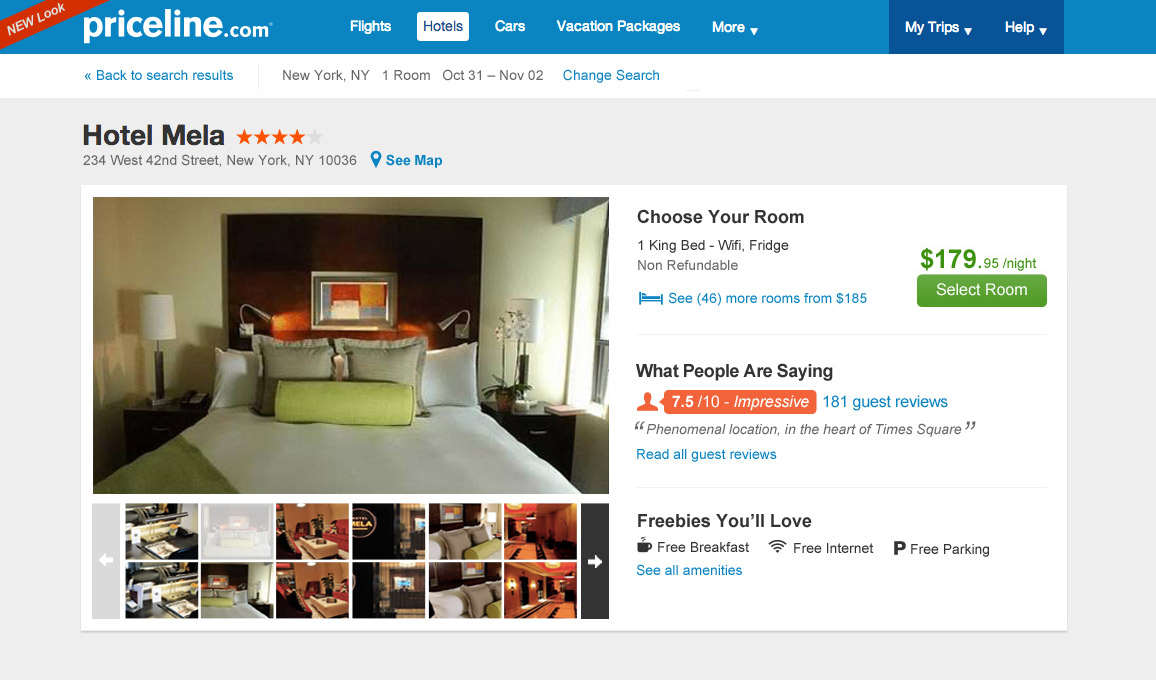 NEW Look
priceline.com
Flights Hotels Cars Vacation Packages More My Trips Help
« Back to search results New York, NY 1 Room Oct 31 – Nov 02 Change Search
Hotel Mela
234 West 42nd Street, New York, NY 10036 See Map
Choose Your Room
1 King Bed - Wifi, Fridge
Non Refundable
$179.95 /night
Select Room
See (46) more rooms from $185
What People Are Saying
7.5 /10 - Impressive 181 guest reviews
“Phenomenal location, in the heart of Times Square”
Read all guest reviews
HOTEL
MELA
Freebies You’ll Love
Free Breakfast Free Internet P Free Parking
See all amenities